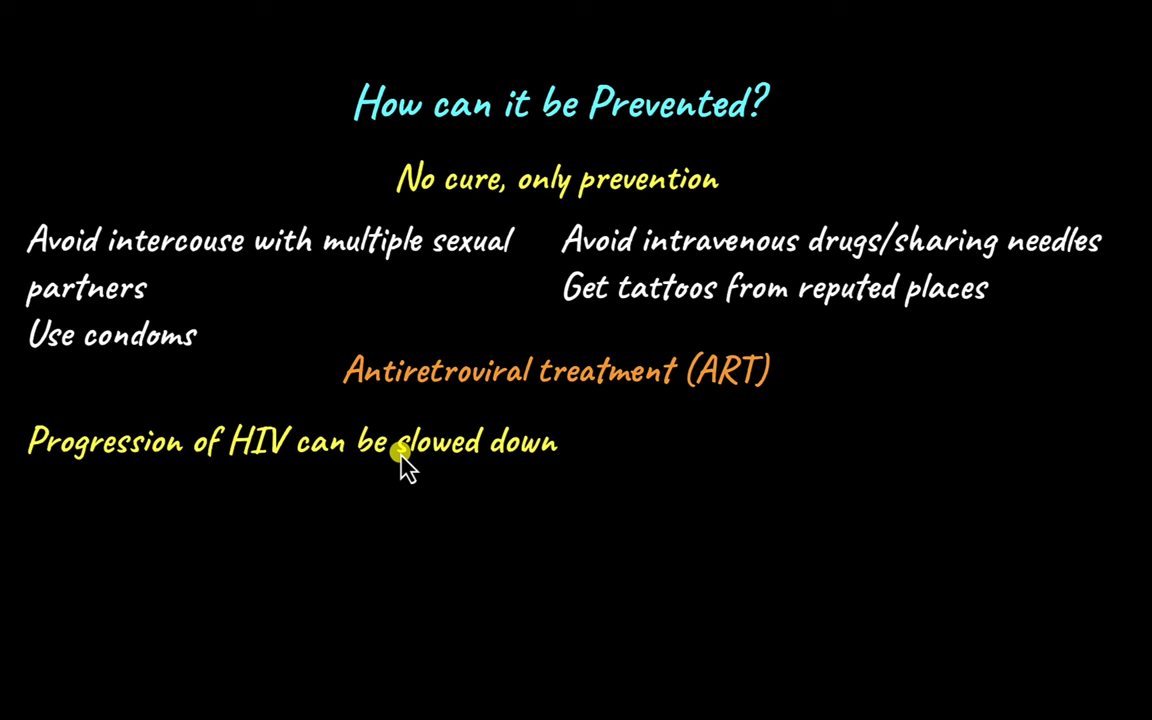 How can it be Prevented?
No cure, only prevention
Avoid intercouse with multiple sexual
partners
Use condoms
Avoid intravenous drugs/sharing needles
Get tattoos from reputed places
Antiretroviral treatment (ART)
Progression of HIV can be slowed down